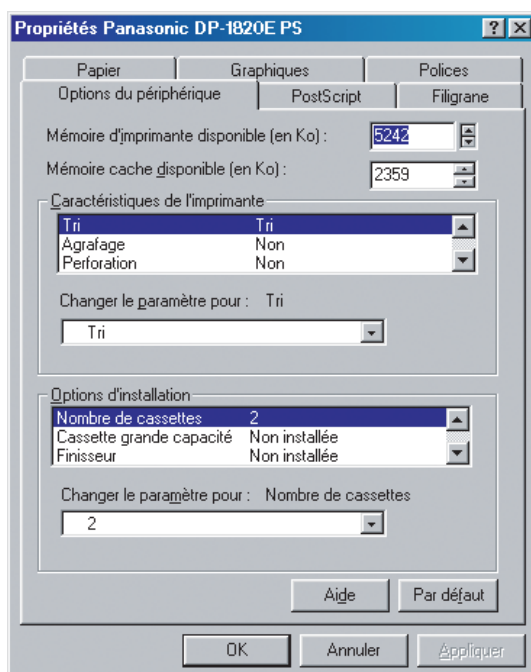 Propriétés Panasonic DP-1820E PS
Papier Graphiques Polices
Options du périphérique PostScript Filigrane
Mémoire d'imprimante disponible (en Ko) : 5242
Mémoire cache disponible (en Ko) : 2359
Caractéristiques de l'imprimante
Tri Tri
Agrafage Non
Perforation Non
Changer le paramètre pour : Tri
Tri
Options d'installation
Nombre de cassettes 2
Cassette grande capacité Non installée
Finisseur Non installée
Changer le paramètre pour : Nombre de cassettes
2
Aide Par défaut
OK Annuler Appliquer